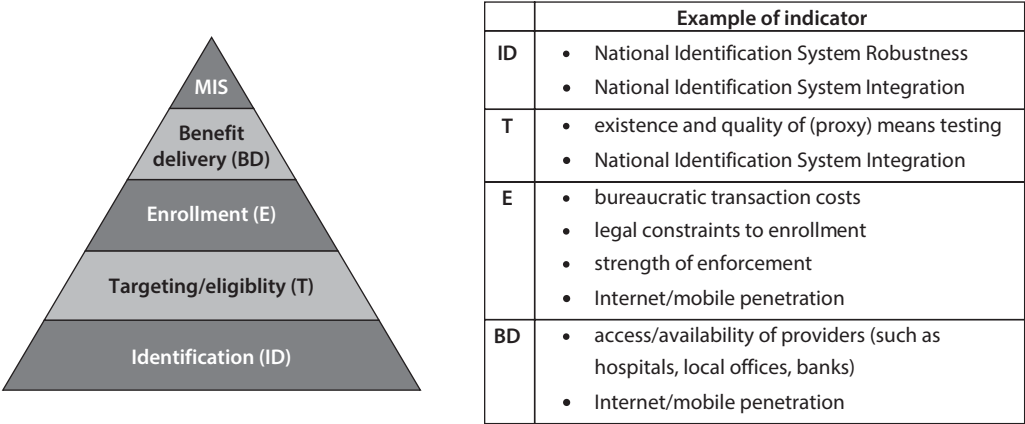 MIS
Benefit
delivery (BD)
Enrollment (E)
Targeting/eligiblity (T)
Identification (ID)
Example of indicator
ID
• National Identification System Robustness
• National Identification System Integration
T
• existence and quality of (proxy) means testing
• National Identification System Integration
E
• bureaucratic transaction costs
• legal constraints to enrollment
• strength of enforcement
• Internet/mobile penetration
BD
• access/availability of providers (such as
hospitals, local offices, banks)
• Internet/mobile penetration